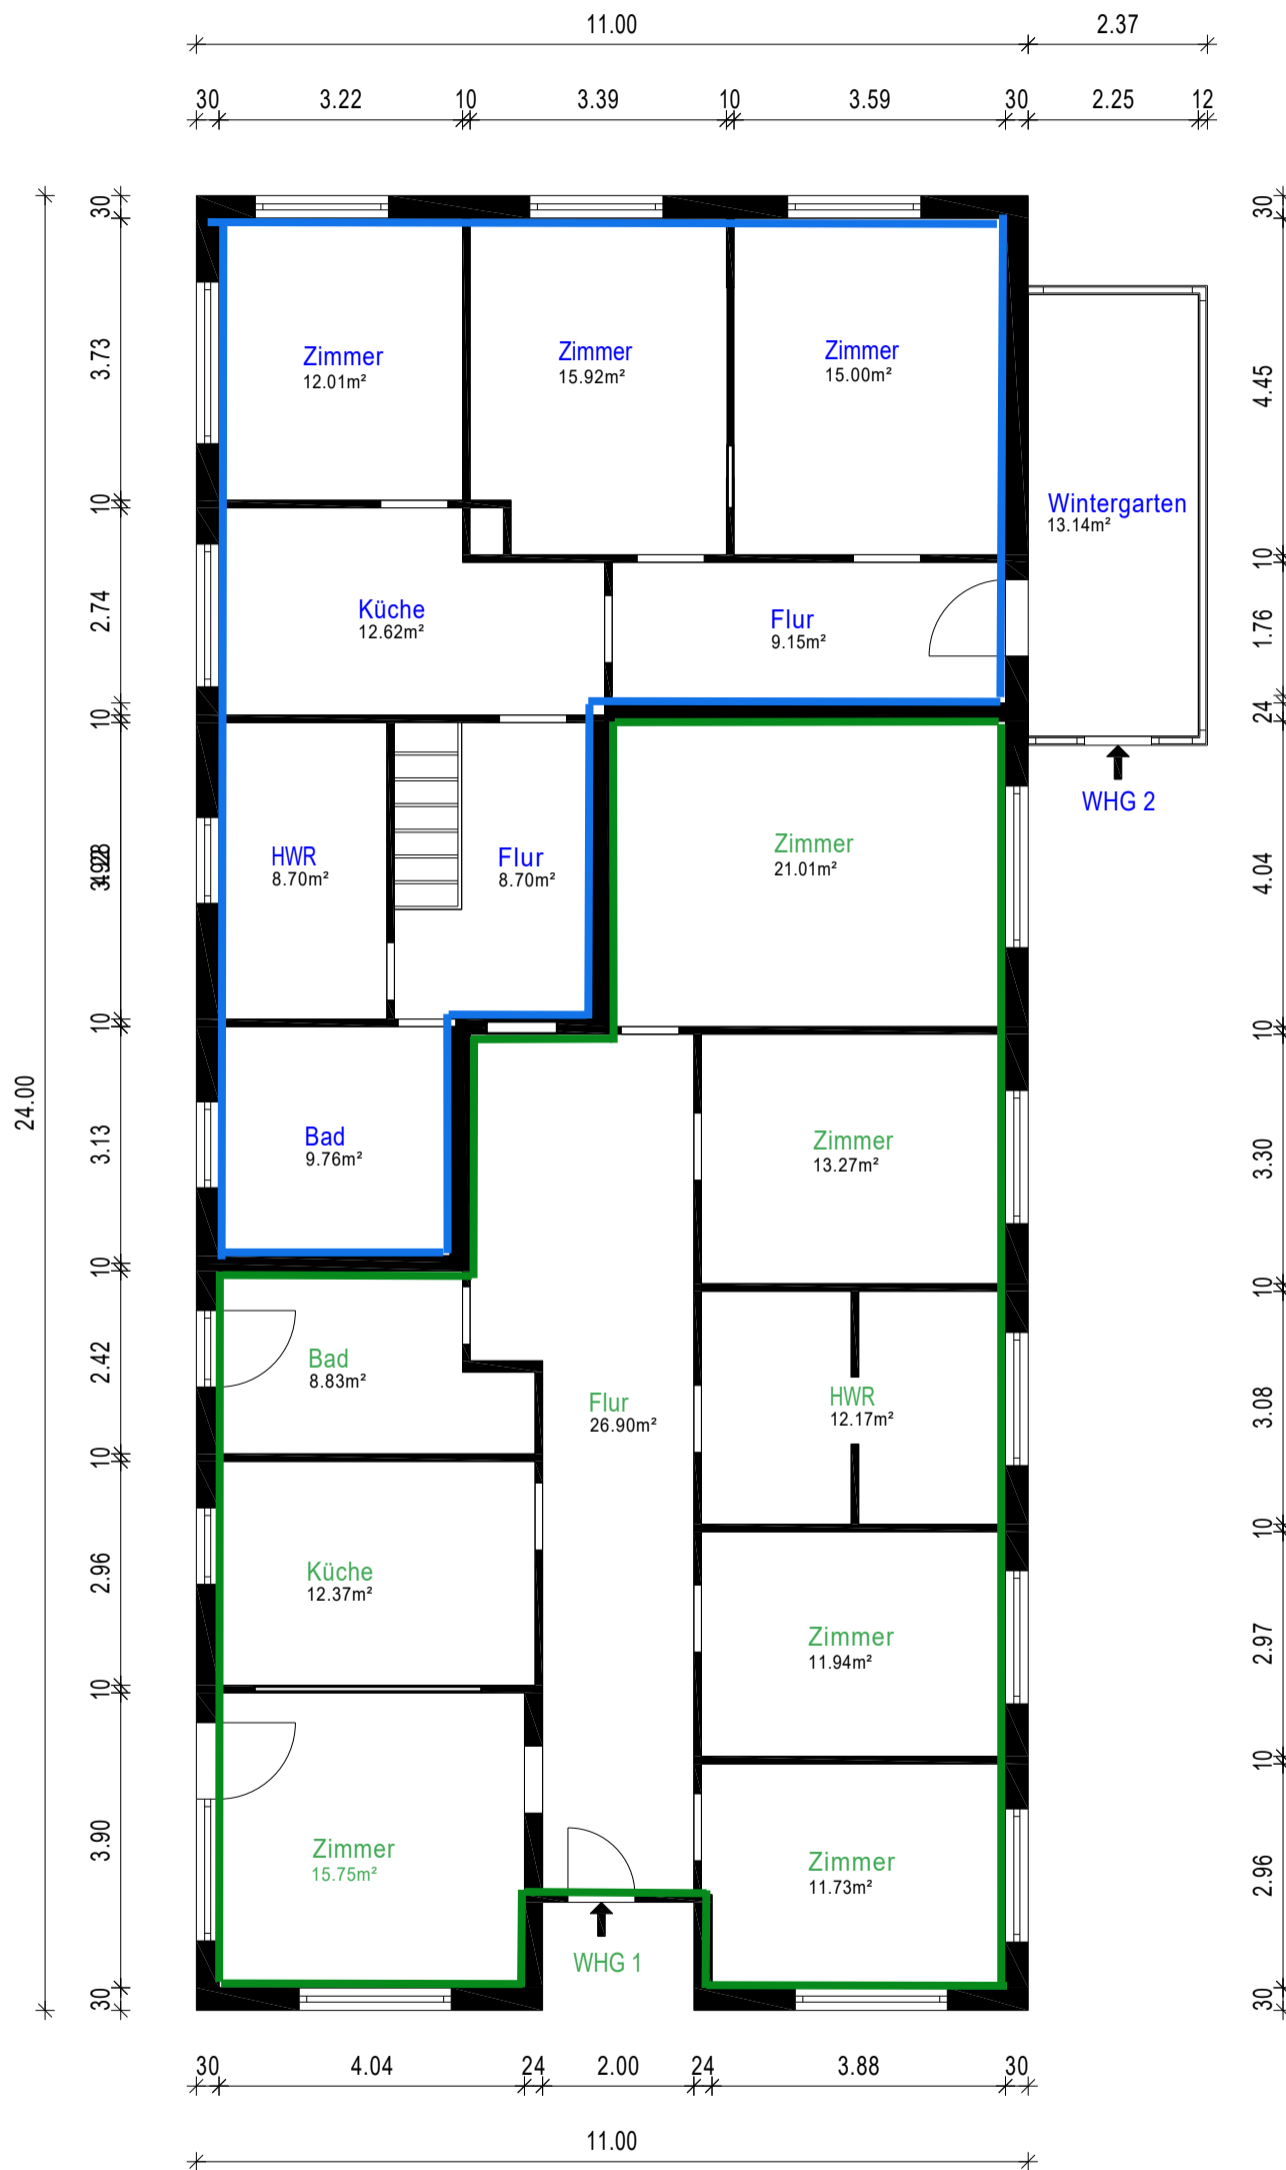 11.00
2.37
30
3.22
10
3.39
10
3.59
30
2.25
12
30
3.73
10
2.74
10
10
3.13
10
2.42
10
2.96
10
3.90
30
24.00
30
4.45
10
1.76
24
4.04
10
3.30
10
3.08
10
2.97
10
2.96
30
Zimmer
12.01m²
Zimmer
15.92m²
Zimmer
15.00m²
Wintergarten
13.14m²
Küche
12.62m²
Flur
9.15m²
WHG 2
HWR
8.70m²
Flur
8.70m²
Zimmer
21.01m²
Bad
9.76m²
Zimmer
13.27m²
Bad
8.83m²
Flur
26.90m²
HWR
12.17m²
Küche
12.37m²
Zimmer
11.94m²
Zimmer
15.75m²
Zimmer
11.73m²
WHG 1
30
4.04
24
2.00
24
3.88
30
11.00